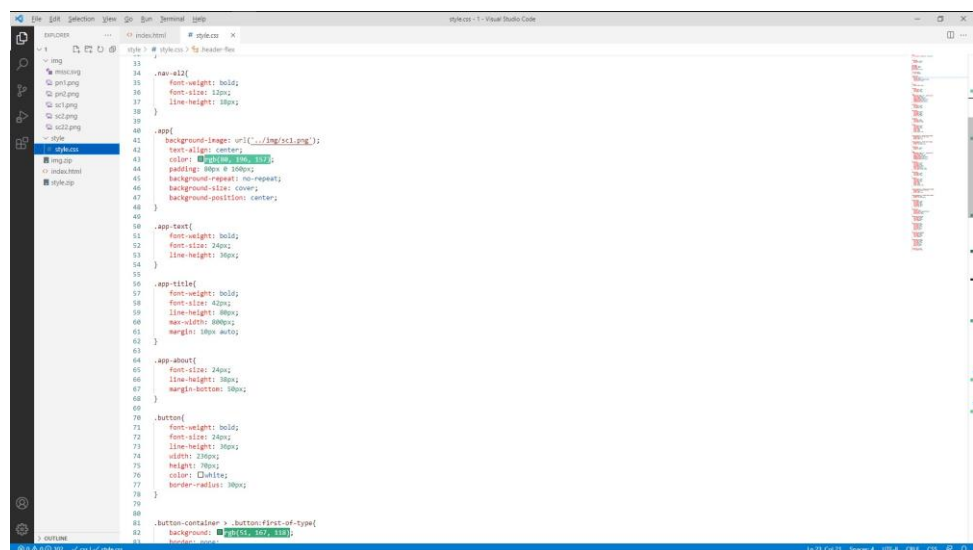 File Edit Selection View Go Run Terminal Help
style.css - 1 - Visual Studio Code
EXPLORER
index.html
style.css
1
style > style.css > .header-flex
img
pn1.png
pn2.png
sc1.png
sc2.png
sc22.png
style
style.css
img.zip
index.html
style.zip
OUTLINE
33
34 .nav-el2{
35 font-weight: bold;
36 font-size: 12px;
37 line-height: 18px;
38 }
39
40 .app{
41 background-image: url('../img/sc1.png');
42 text-align: center;
43 color: rgb(80, 196, 157);
44 padding: 80px 0 160px;
45 background-repeat: no-repeat;
46 background-size: cover;
47 background-position: center;
48 }
49
50 .app-text{
51 font-weight: bold;
52 font-size: 24px;
53 line-height: 36px;
54 }
55
56 .app-title{
57 font-weight: bold;
58 font-size: 42px;
59 line-height: 80px;
60 max-width: 800px;
61 margin: 10px auto;
62 }
63
64 .app-about{
65 font-size: 24px;
66 line-height: 38px;
67 margin-bottom: 50px;
68 }
69
70 .button{
71 font-weight: bold;
72 font-size: 24px;
73 line-height: 36px;
74 width: 236px;
75 height: 70px;
76 color: white;
77 border-radius: 30px;
78 }
79
80
81 .button-container > .button:first-of-type{
82 background: rgb(51, 167, 118);
83 border: none;